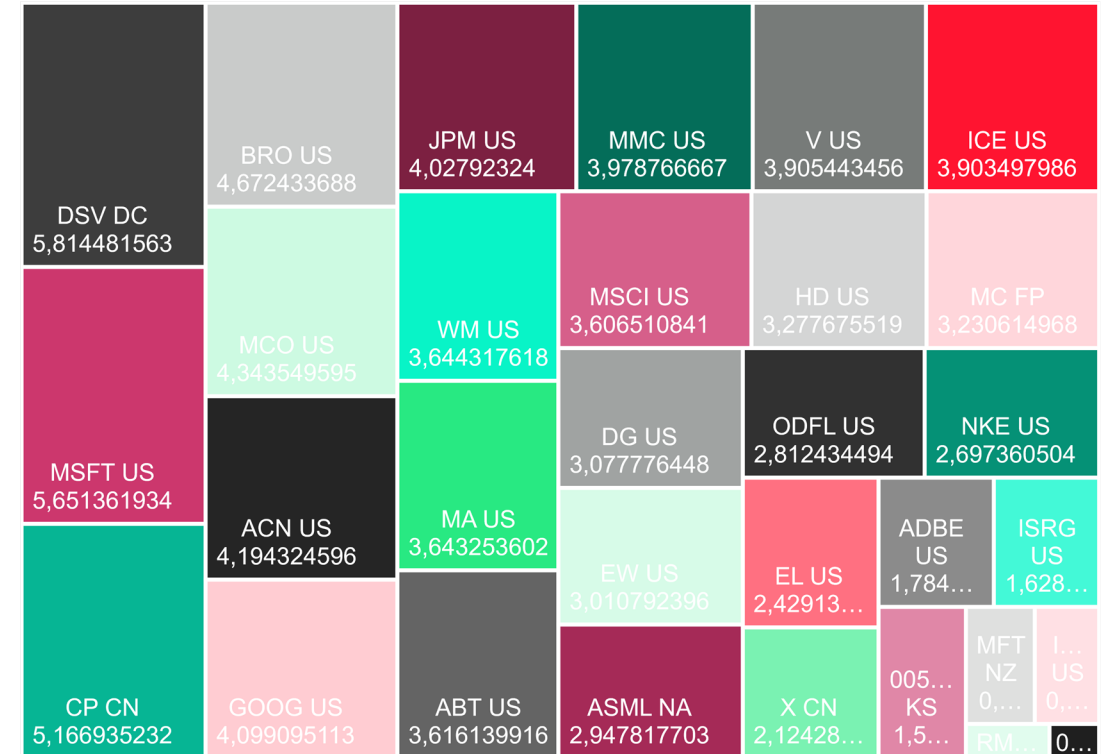 DSV DC
5,814481563
MSFT US
5,651361934
CP CN
5,166935232
BRO US
4,672433688
MCO US
4,343549595
ACN US
4,194324596
GOOG US
4,099095113
JPM US
4,02792324
MMC US
3,978766667
V US
3,905443456
ICE US
3,903497986
WM US
3,644317618
MA US
3,643253602
ABT US
3,616139916
MSCI US
3,606510841
HD US
3,277675519
MC FP
3,230614968
DG US
3,077776448
EW US
3,010792396
ASML NA
2,947817703
ODFL US
2,812434494
NKE US
2,697360504
EL US
2,42913...
X CN
2,12428...
ADBE
US
1,784...
ISRG
US
1,628...
005...
KS
1,5...
MFT
NZ
0,...
I...
US
0,...
RM...
0...